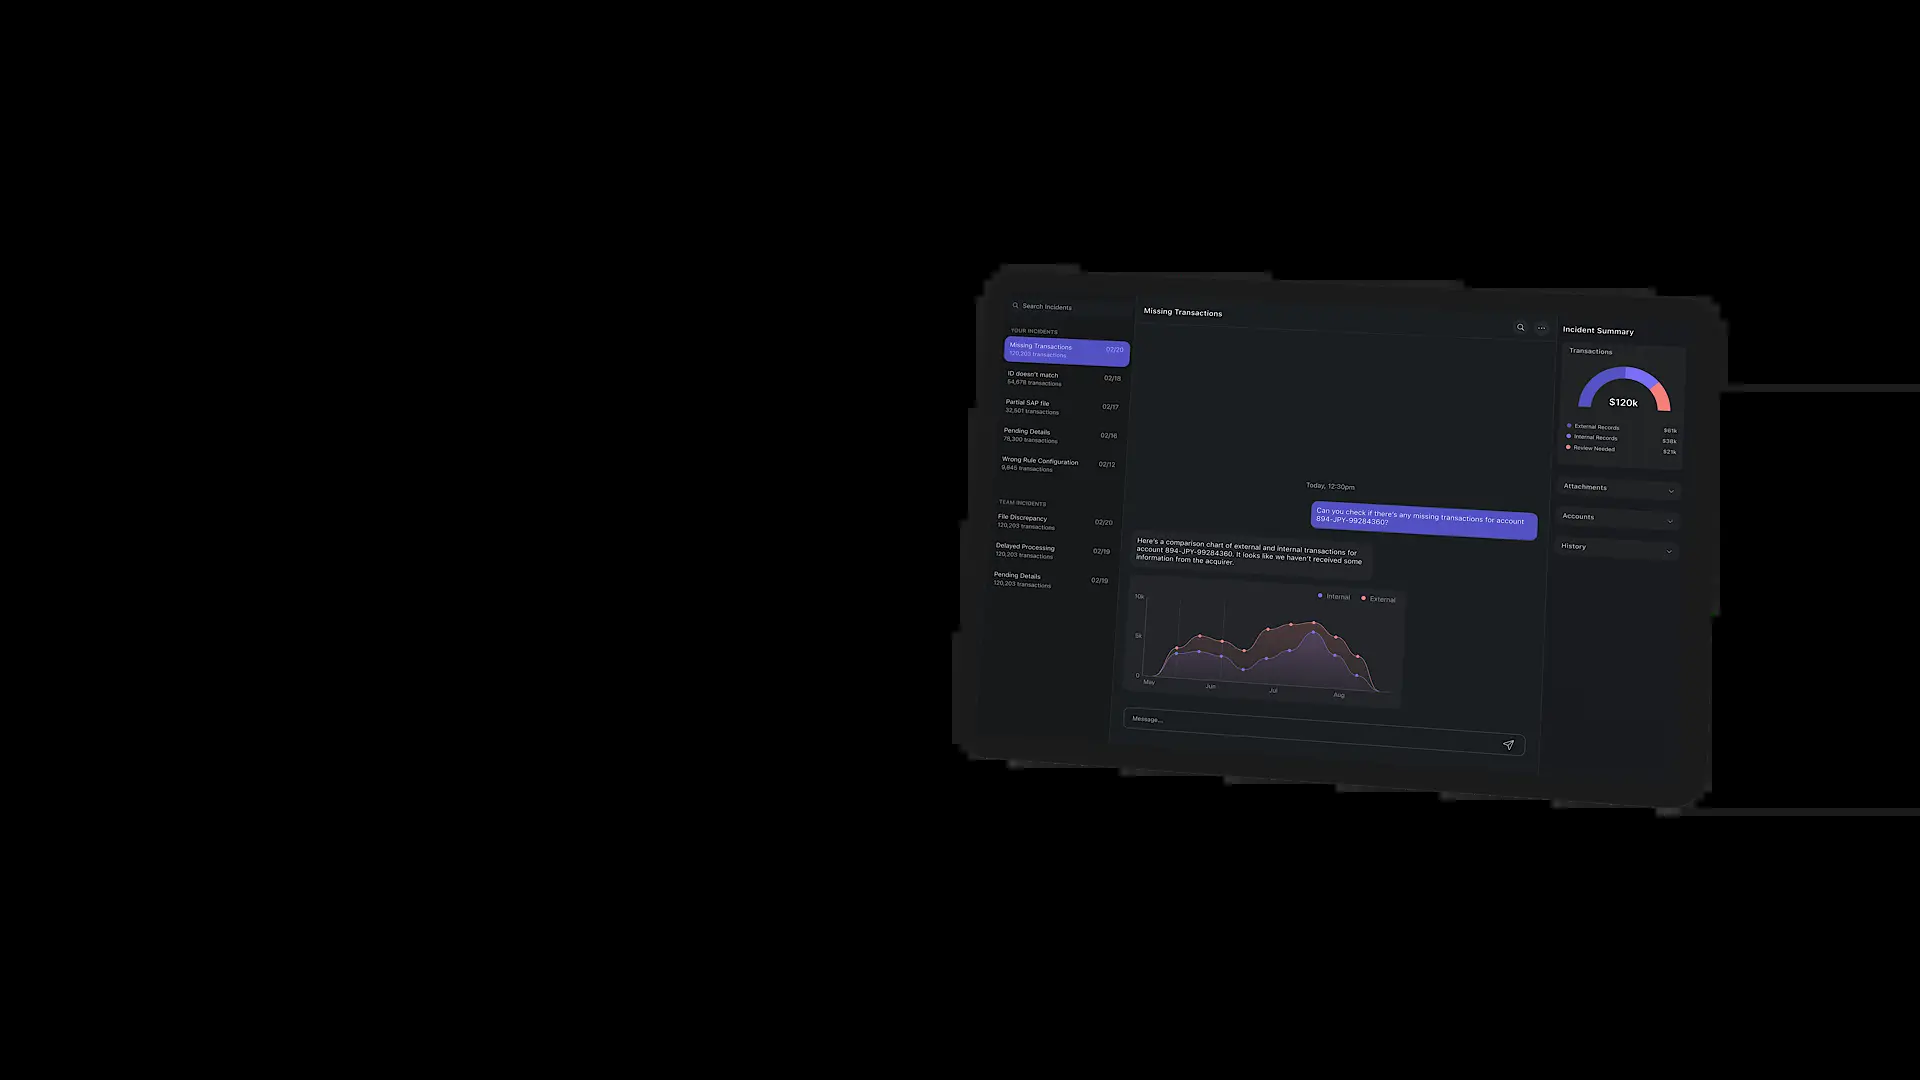 Search Incidents
YOUR INCIDENTS
Missing Transactions 02/20
120,203 transactions
ID doesn't match 02/18
54,678 transactions
Partial SAP file 02/17
32,501 transactions
Pending Details 02/16
78,300 transactions
Wrong Rule Configuration 02/12
9,845 transactions
TEAM INCIDENTS
File Discrepancy 02/20
120,203 transactions
Delayed Processing 02/19
120,203 transactions
Pending Details 02/19
120,203 transactions
Missing Transactions
Today, 12:30pm
Can you check if there's any missing transactions for account
894-JPY-99284360?
Here's a comparison chart of external and internal transactions for
account 894-JPY-99284360. It looks like we haven't received some
information from the acquirer.
Internal External
10k
5k
0
May Jun Jul Aug
Message...
Incident Summary
Transactions
$120k
External Records $61k
Internal Records $38k
Review Needed $21k
Attachments
Accounts
History